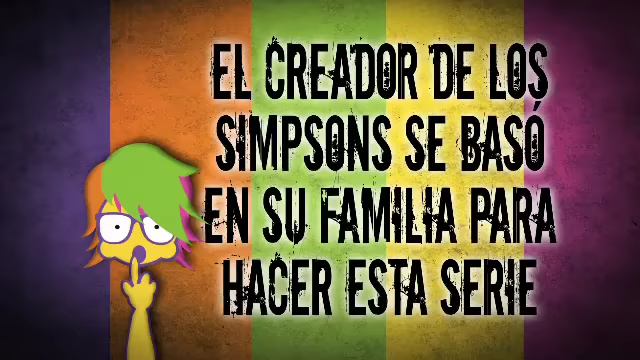 EL CREADOR DE LOS
SIMPSONS SE BASÓ
EN SU FAMILIA PARA
HACER ESTA SERIE